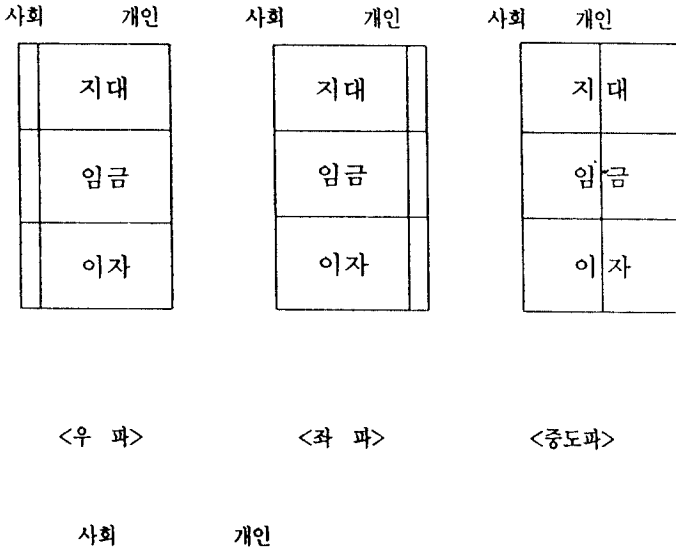 사회 개인 사회 개인 사회 개인
지대 지대 지대
임금 임금 임금
이자 이자 이자
<우 파> <좌 파> <중도파>
사회 개인